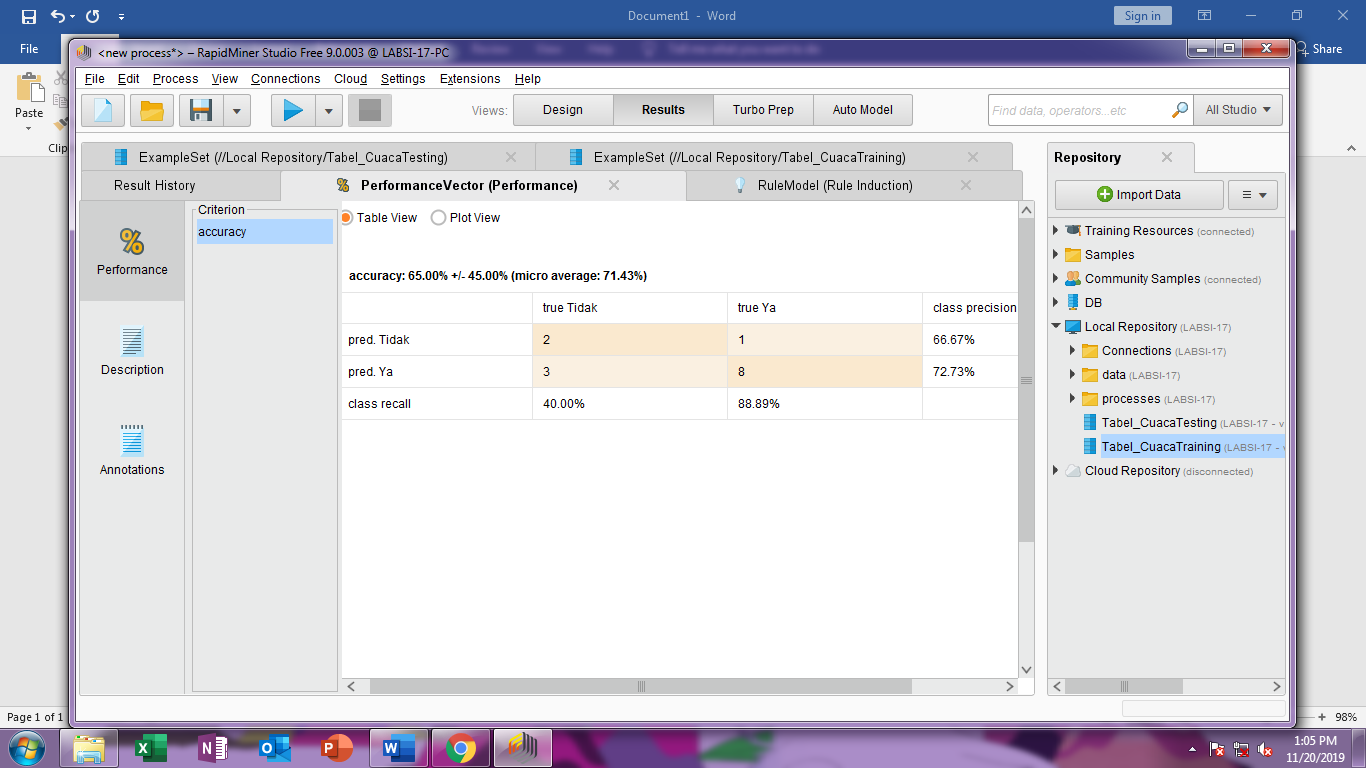 Document1 - Word
Sign in
File
Share
Paste
Clip
<new process*> – RapidMiner Studio Free 9.0.003 @ LABSI-17-PC
File Edit Process View Connections Cloud Settings Extensions Help
Views: Design Results Turbo Prep Auto Model
Find data, operators...etc
All Studio
ExampleSet (///Local Repository/Tabel_CuacaTesting)
ExampleSet (///Local Repository/Tabel_CuacaTraining)
Result History
PerformanceVector (Performance)
RuleModel (Rule Induction)
Performance
Description
Annotations
Criterion
accuracy
Table View Plot View
accuracy: 65.00% +/- 45.00% (micro average: 71.43%)
true Tidak true Ya class precision
pred. Tidak 2 1 66.67%
pred. Ya 3 8 72.73%
class recall 40.00% 88.89%
Repository
Import Data
Training Resources (connected)
Samples
Community Samples (connected)
DB
Local Repository (LABSI-17)
Connections (LABSI-17)
data (LABSI-17)
processes (LABSI-17)
Tabel_CuacaTesting (LABSI-17 - v
Tabel_CuacaTraining (LABSI-17 - v
Cloud Repository (disconnected)
Page 1 of 1
98%
1:05 PM
11/20/2019